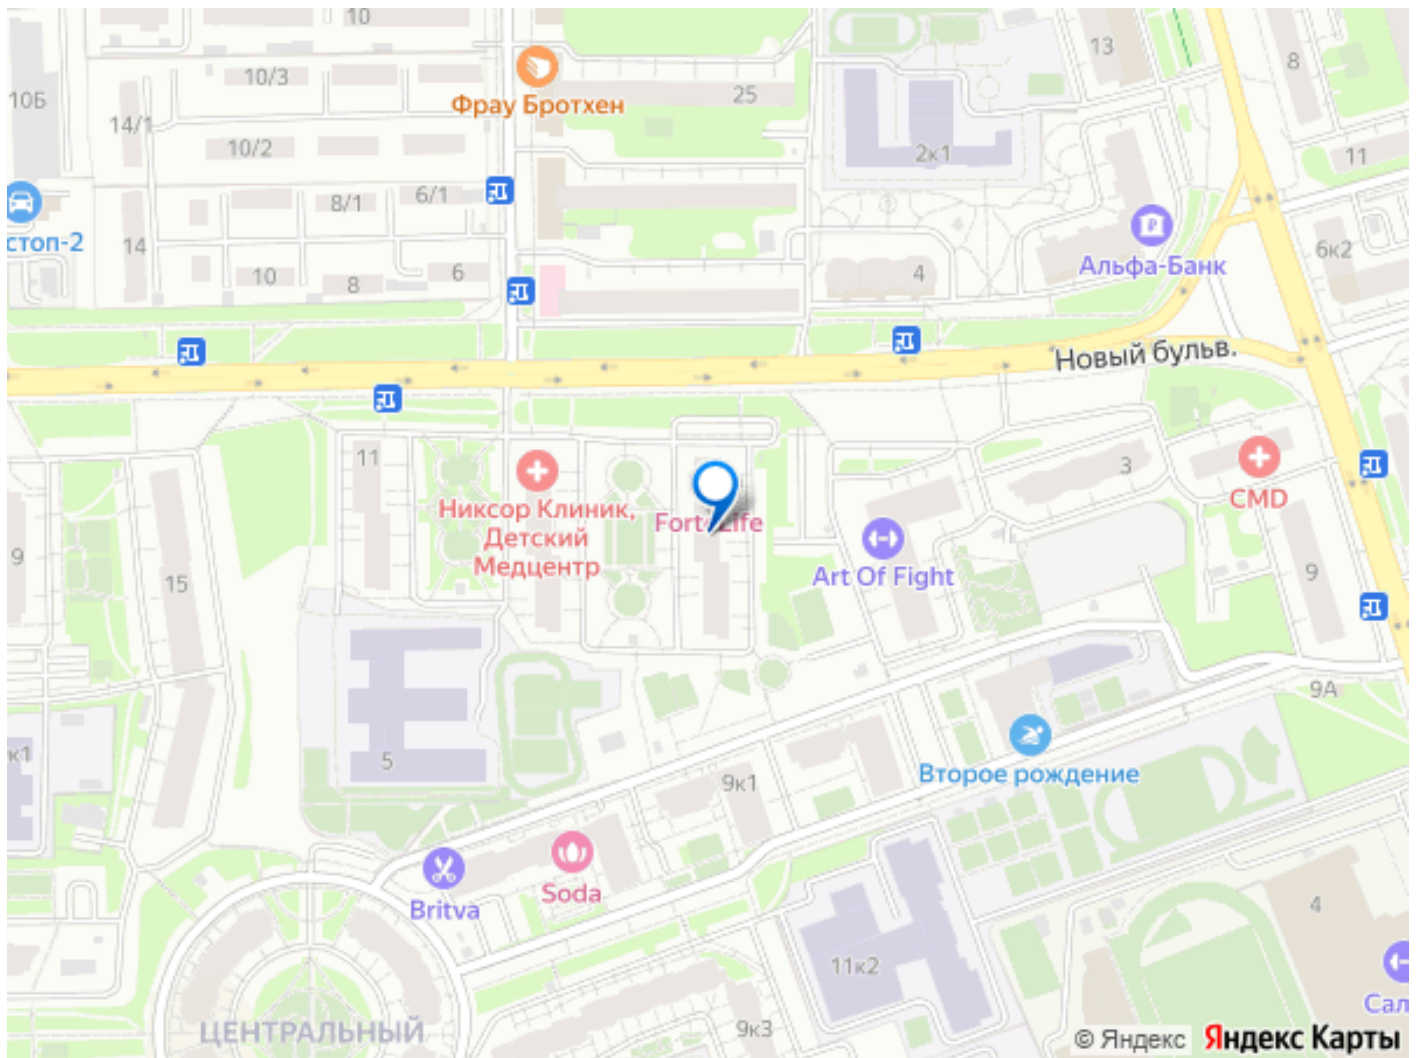 10
10/3
10Б
Фрау Бротхен
25
13
8
14/1
10/2
2к1
11
8/1
6/1
стоп-2
14
10
8
6
4
Альфа-Банк
6к2
Новый бульв.
11
3
Никсор Клиник,
Детский
Медцентр
Forte Life
CMD
Art Of Fight
9
15
9
9А
к1
5
9к1
Второе рождение
Britva
Soda
4
11к2
Сал
ЦЕНТРАЛЬНЫЙ
9к3
© Яндекс Яндекс Карты